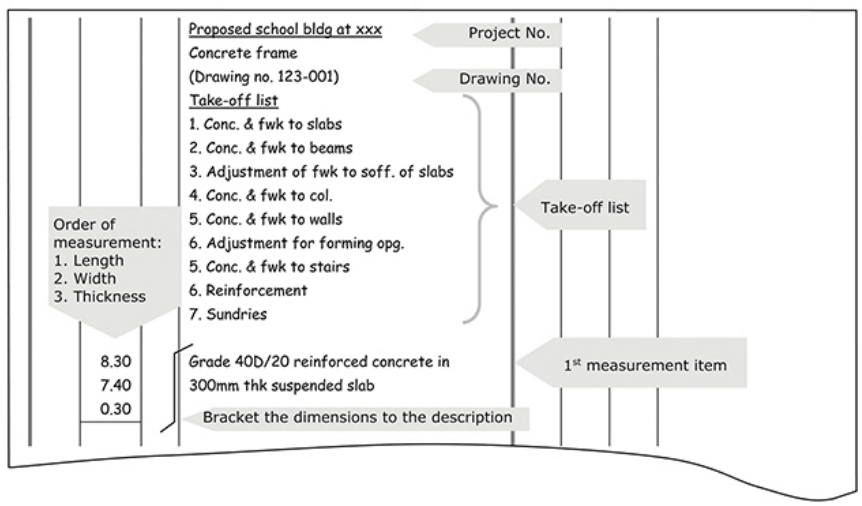 Proposed school bldg at xxx
Project No.
Concrete frame
(Drawing no. 123-001)
Drawing No.
Take-off list
1. Conc. & fwk to slabs
2. Conc. & fwk to beams
3. Adjustment of fwk to soff. of slabs
4. Conc. & fwk to col.
5. Conc. & fwk to walls
6. Adjustment for forming opg.
5. Conc. & fwk to stairs
6. Reinforcement
7. Sundries
Take-off list
Order of
measurement:
1. Length
2. Width
3. Thickness
8.30
7.40
0.30
Grade 40D/20 reinforced concrete in
300mm thk suspended slab
1st measurement item
Bracket the dimensions to the description